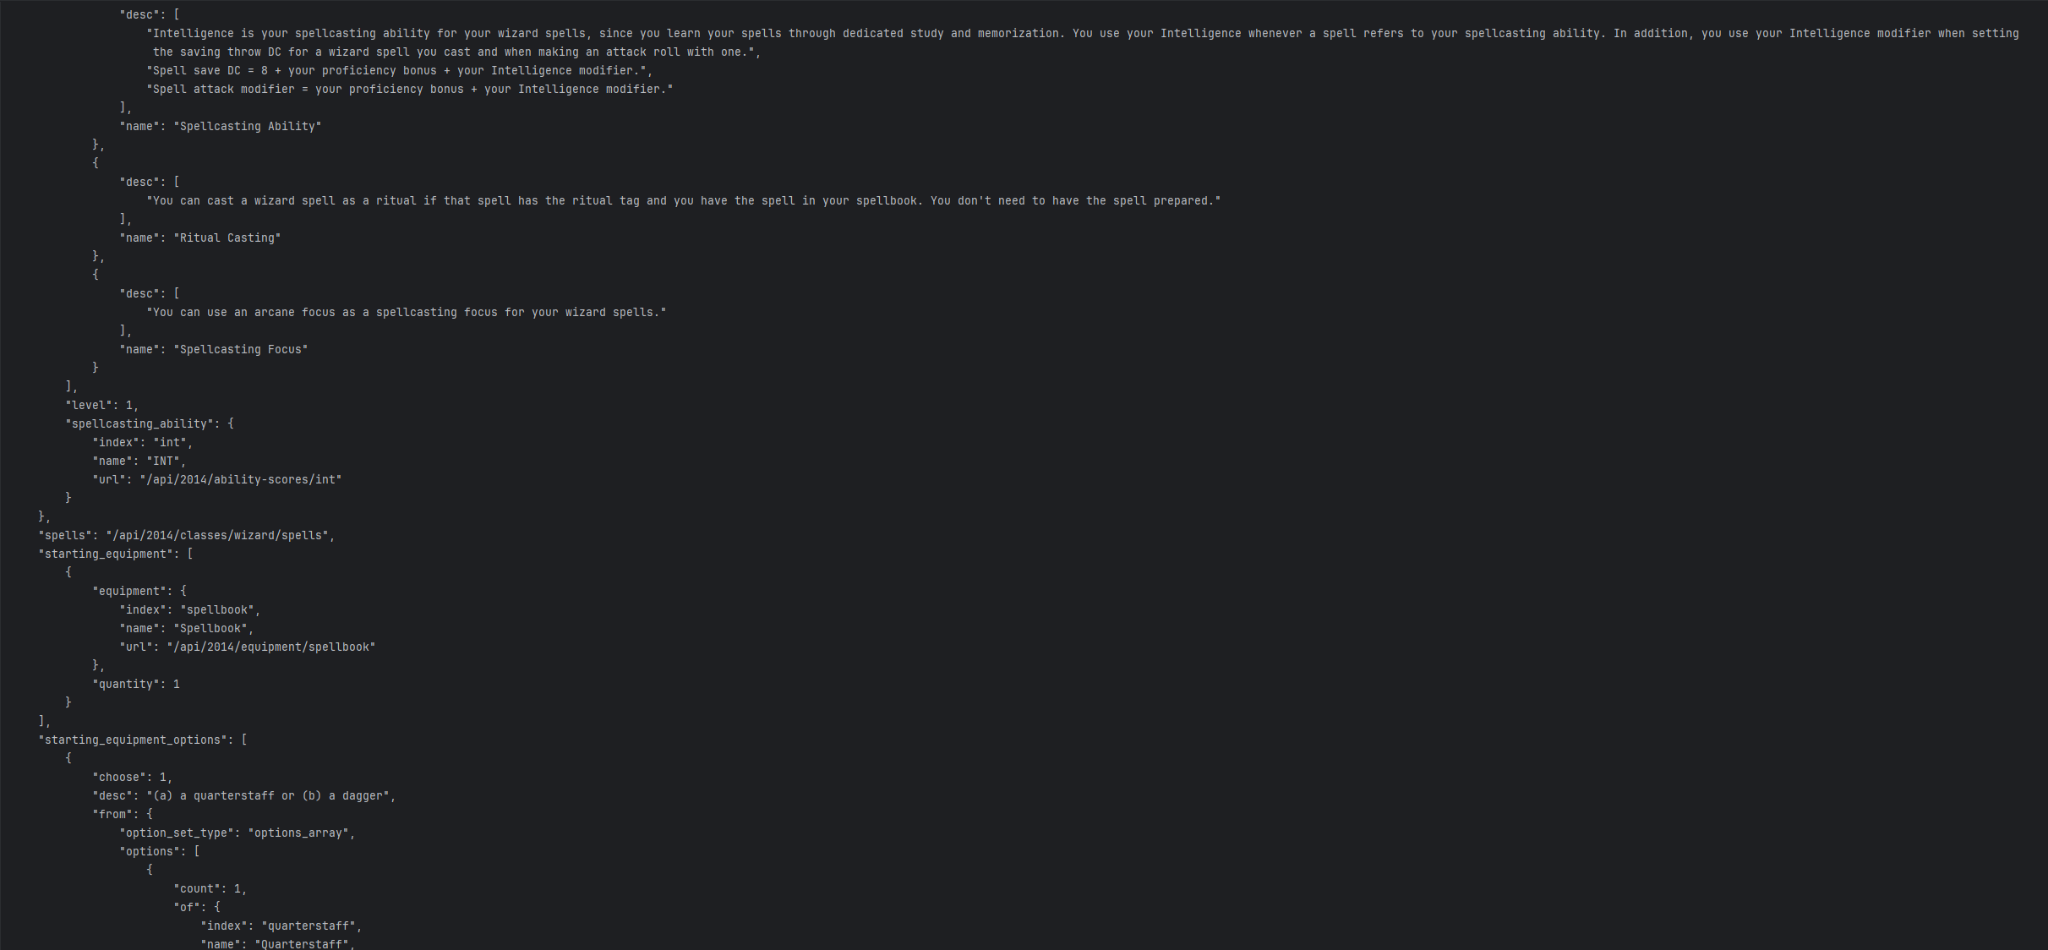 "desc": [
"Intelligence is your spellcasting ability for your wizard spells, since you learn your spells through dedicated study and memorization. You use your Intelligence whenever a spell refers to your spellcasting ability. In addition, you use your Intelligence modifier when setting
the saving throw DC for a wizard spell you cast and when making an attack roll with one.",
"Spell save DC = 8 + your proficiency bonus + your Intelligence modifier.",
"Spell attack modifier = your proficiency bonus + your Intelligence modifier."
],
"name": "Spellcasting Ability"
},
{
"desc": [
"You can cast a wizard spell as a ritual if that spell has the ritual tag and you have the spell in your spellbook. You don't need to have the spell prepared."
],
"name": "Ritual Casting"
},
{
"desc": [
"You can use an arcane focus as a spellcasting focus for your wizard spells."
],
"name": "Spellcasting Focus"
}
],
"level": 1,
"spellcasting_ability": {
"index": "int",
"name": "INT",
"url": "/api/2014/ability-scores/int"
}
},
"spells": "/api/2014/classes/wizard/spells",
"starting_equipment": [
{
"equipment": {
"index": "spellbook",
"name": "Spellbook",
"url": "/api/2014/equipment/spellbook"
},
"quantity": 1
}
],
"starting_equipment_options": [
{
"choose": 1,
"desc": "(a) a quarterstaff or (b) a dagger",
"from": {
"option_set_type": "options_array",
"options": [
{
"count": 1,
"of": {
"index": "quarterstaff",
"name": "Quarterstaff",